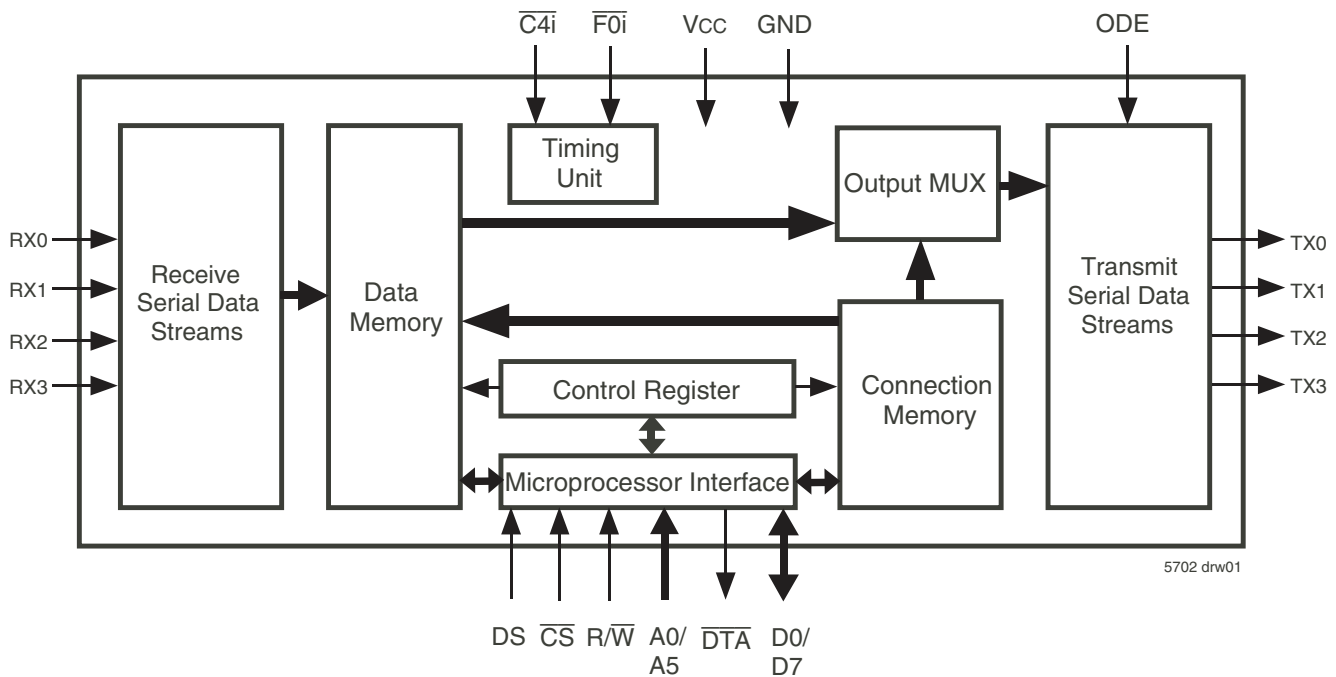 C4i F0i VCC GND ODE
Timing
Unit
Output MUX
RX0
RX1
RX2
RX3
Receive
Serial Data
Streams
Data
Memory
Transmit
Serial Data
Streams
TX0
TX1
TX2
TX3
Control Register
Connection
Memory
Microprocessor Interface
5702 drw01
DS CS R/W A0/ DTA D0/
A5 D7